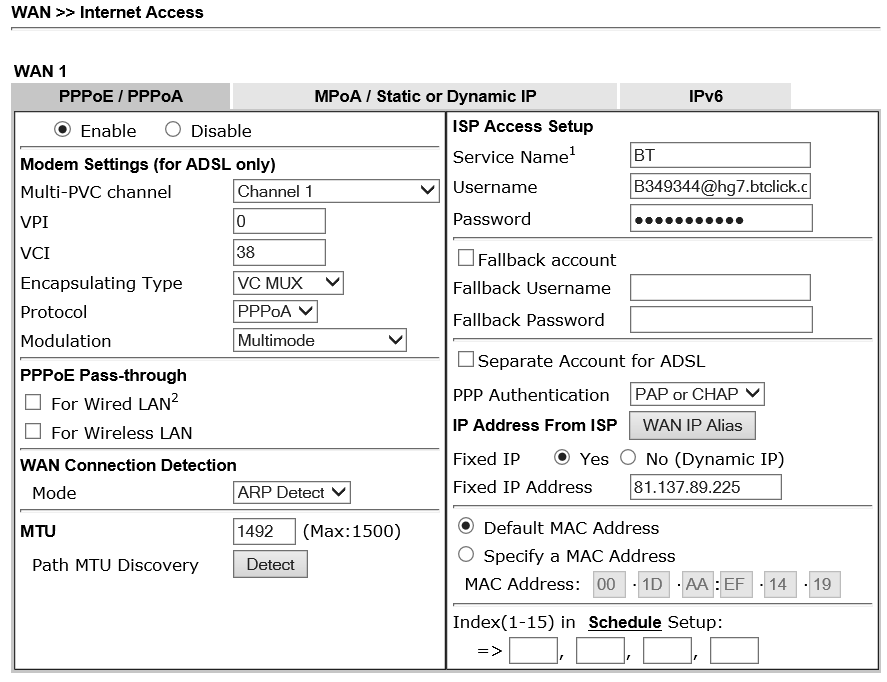 WAN >> Internet Access
WAN 1
PPPoE / PPPoA
MPoA / Static or Dynamic IP
IPv6
Enable Disable
Modem Settings (for ADSL only)
Multi-PVC channel Channel 1
VPI 0
VCI 38
Encapsulating Type VC MUX
Protocol PPPoA
Modulation Multimode
PPPoE Pass-through
For Wired LAN2
For Wireless LAN
WAN Connection Detection
Mode ARP Detect
MTU 1492 (Max:1500)
Path MTU Discovery Detect
ISP Access Setup
Service Name1 BT
Username B349344@hg7.btclick.c
Password ●●●●●●●●●●●
Fallback account
Fallback Username
Fallback Password
Separate Account for ADSL
PPP Authentication PAP or CHAP
IP Address From ISP WAN IP Alias
Fixed IP Yes No (Dynamic IP)
Fixed IP Address 81.137.89.225
Default MAC Address
Specify a MAC Address
MAC Address: 00 · 1D · AA : EF · 14 · 19
Index(1-15) in Schedule Setup:
=> , , ,